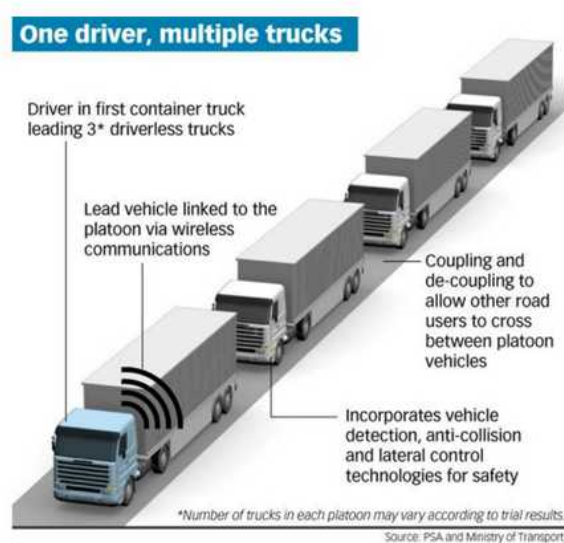 One driver, multiple trucks
Driver in first container truck
leading 3* driverless trucks
Lead vehicle linked to the
platoon via wireless
communications
Coupling and
de-coupling to
allow other road
users to cross
between platoon
vehicles
Incorporates vehicle
detection, anti-collision
and lateral control
technologies for safety
*Number of trucks in each platoon may vary according to trial results.
Source: PSA and Ministry of Transport